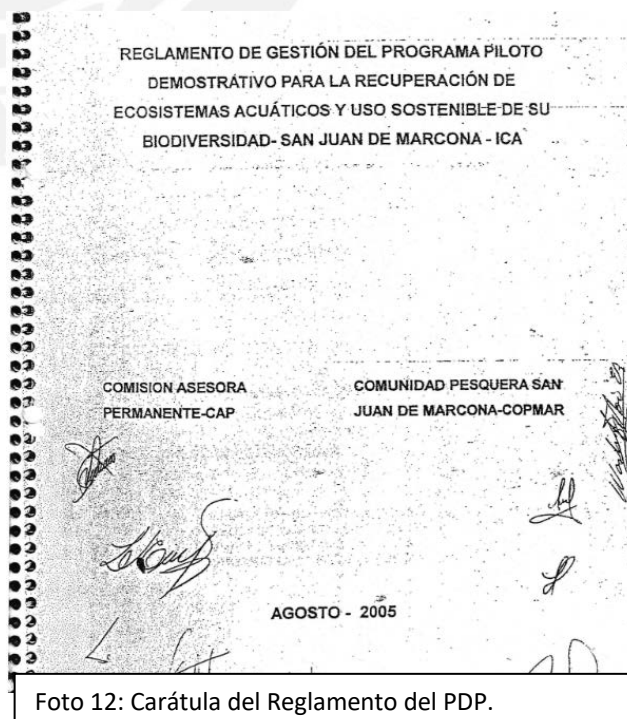 REGLAMENTO DE GESTIÓN DEL PROGRAMA PILOTO
DEMOSTRATIVO PARA LA RECUPERACIÓN DE
ECOSISTEMAS ACUÁTICOS Y USO SOSTENIBLE DE SU
BIODIVERSIDAD- SAN JUAN DE MARCONA - ICA
COMISION ASESORA
PERMANENTE-CAP
COMUNIDAD PESQUERA SAN
JUAN DE MARCONA-COPMAR
AGOSTO - 2005
Foto 12: Carátula del Reglamento del PDP.